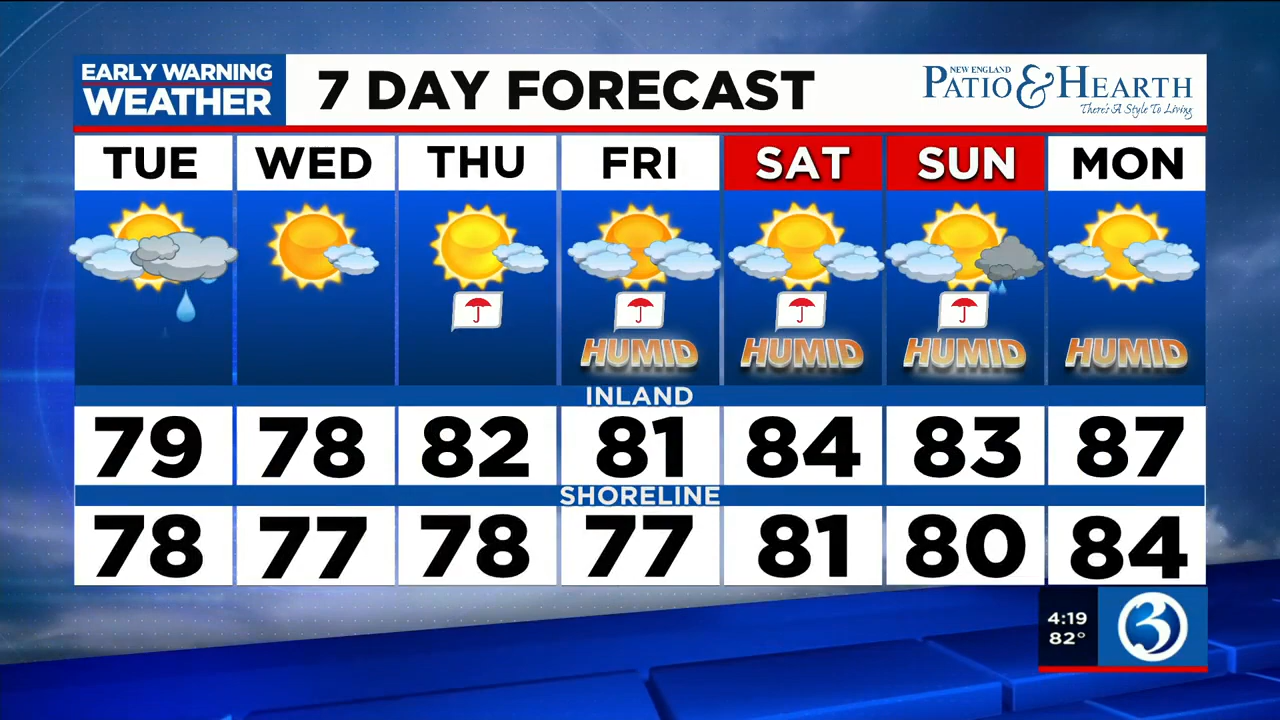 EARLY WARNING
WEATHER
7 DAY FORECAST
NEW ENGLAND
PATIO & HEARTH
There's A Style To Living
TUE WED THU FRI SAT SUN MON
HUMID HUMID HUMID HUMID
INLAND
79 78 82 81 84 83 87
SHORELINE
78 77 78 77 81 80 84
4:19
82°
3